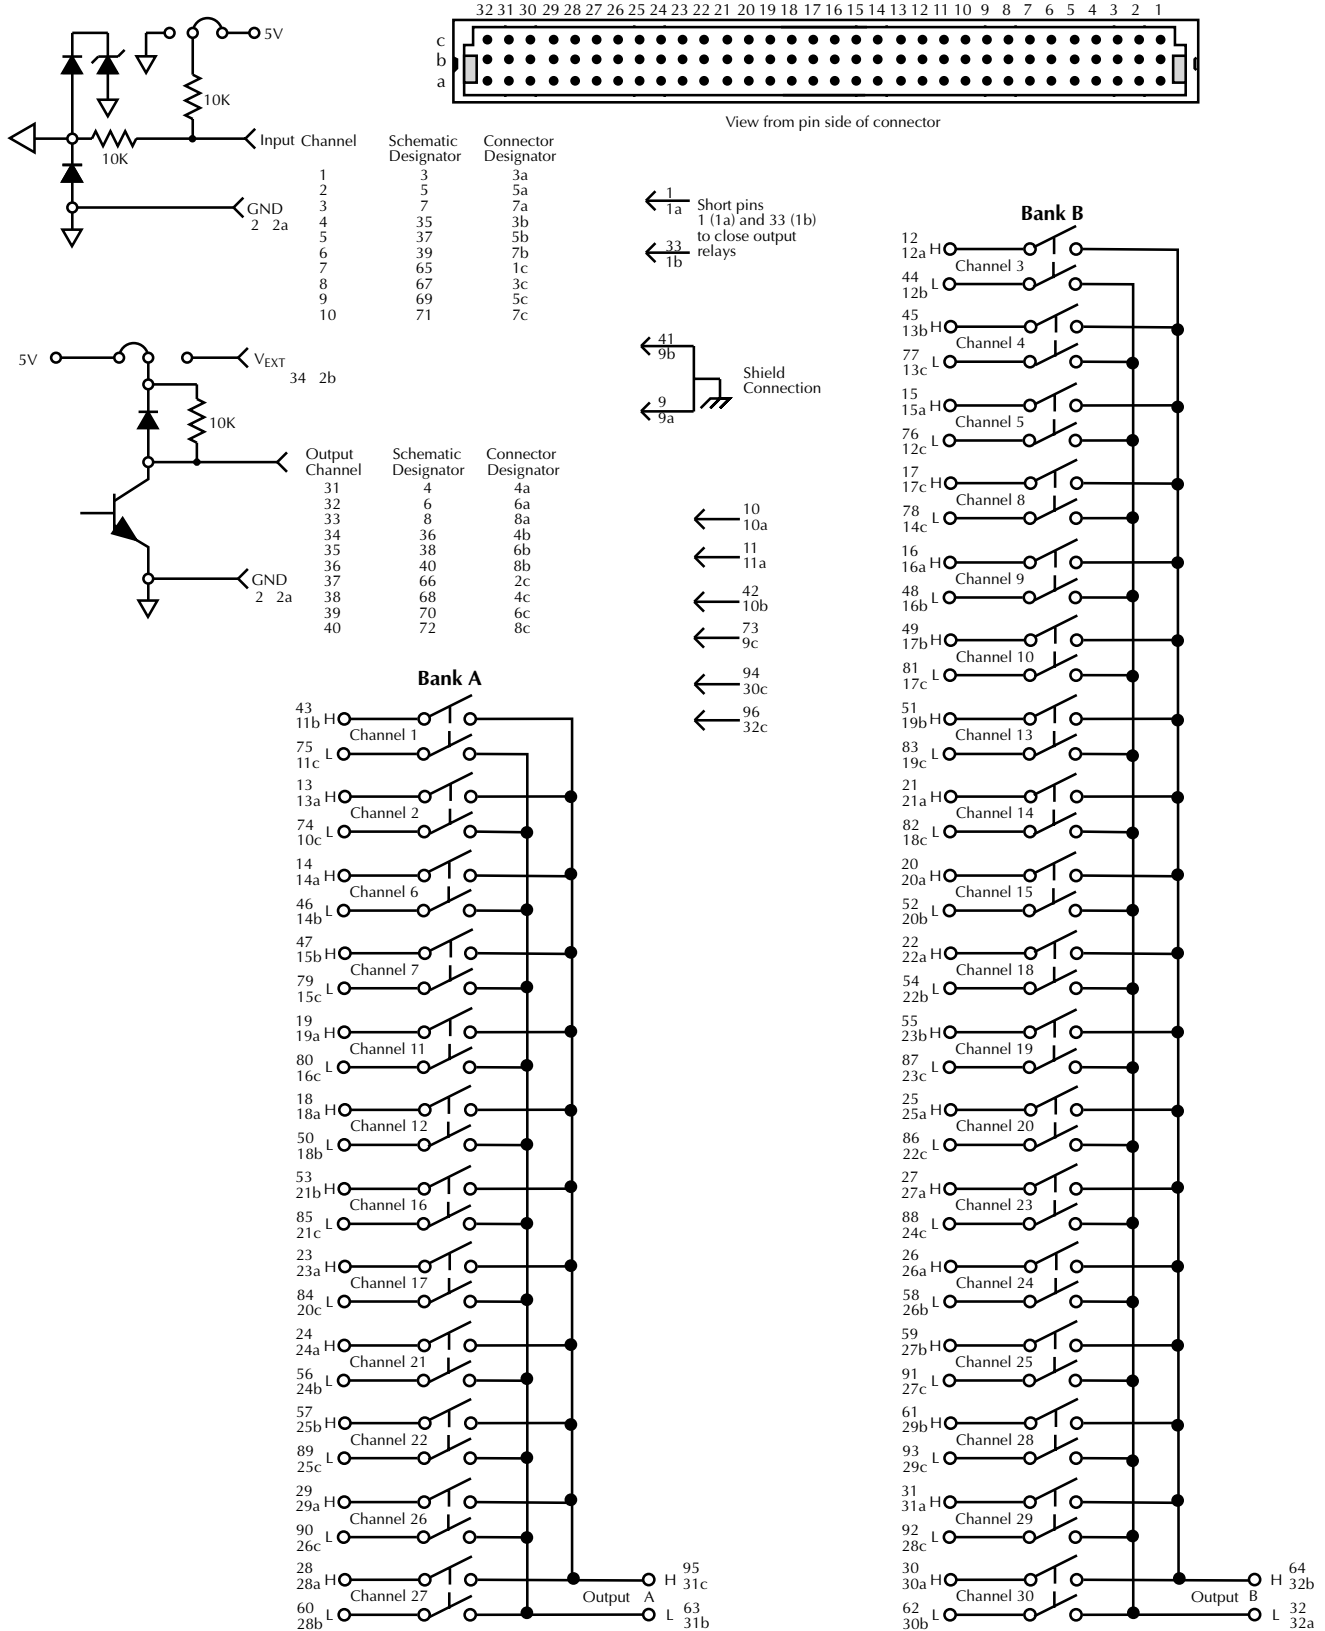 32 31 30 29 28 27 26 25 24 23 22 21 20 19 18 17 16 15 14 13 12 11 10 9 8 7 6 5 4 3 2 1
c
b
a
View from pin side of connector
5V
10K
10K
Input Channel Schematic Designator Connector Designator
1 3 3a
2 5 5a
3 7 7a
4 35 3b
5 37 5b
6 39 7b
7 65 1c
8 67 3c
9 69 5c
10 71 7c
GND
2 2a
1
1a
33
1b
Short pins
1 (1a) and 33 (1b)
to close output
relays
5V
VEXT
34 2b
10K
41
9b
9
9a
Shield
Connection
Output Channel Schematic Designator Connector Designator
31 4 4a
32 6 6a
33 8 8a
34 36 4b
35 38 6b
36 40 8b
37 66 2c
38 68 4c
39 70 6c
40 72 8c
GND
2 2a
10
10a
11
11a
42
10b
73
9c
94
30c
96
32c
Bank A
43
11b H
Channel 1
75
11c L
13
13a H
Channel 2
74
10c L
14
14a H
Channel 6
46
14b L
47
15b H
Channel 7
79
15c L
19
19a H
Channel 11
80
16c L
18
18a H
Channel 12
50
18b L
53
21b H
Channel 16
85
21c L
23
23a H
Channel 17
84
20c L
24
24a H
Channel 21
56
24b L
57
25b H
Channel 22
89
25c L
29
29a H
Channel 26
90
26c L
28
28a H
Channel 27
60
28b L
H 95
31c
Output A
L 63
31b
Bank B
12
12a H
Channel 3
44
12b L
45
13b H
Channel 4
77
13c L
15
15a H
Channel 5
76
12c L
17
17c H
Channel 8
78
14c L
16
16a H
Channel 9
48
16b L
49
17b H
Channel 10
81
17c L
51
19b H
Channel 13
83
19c L
21
21a H
Channel 14
82
18c L
20
20a H
Channel 15
52
20b L
22
22a H
Channel 18
54
22b L
55
23b H
Channel 19
87
23c L
25
25a H
Channel 20
86
22c L
27
27a H
Channel 23
88
24c L
26
26a H
Channel 24
58
26b L
59
27b H
Channel 25
91
27c L
61
29b H
Channel 28
93
29c L
31
31a H
Channel 29
92
28c L
30
30a H
Channel 30
62
30b L
H 64
32b
Output B
L 32
32a